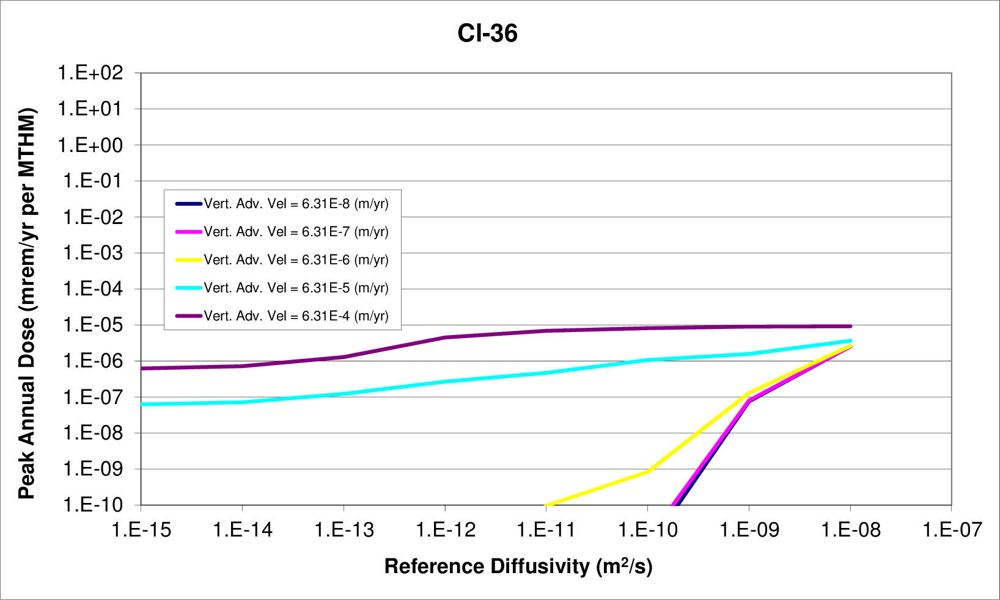 Cl-36
Peak Annual Dose (mrem/yr per MTHM)
1.E+02
1.E+01
1.E+00
1.E-01
1.E-02
1.E-03
1.E-04
1.E-05
1.E-06
1.E-07
1.E-08
1.E-09
1.E-10
Vert. Adv. Vel = 6.31E-8 (m/yr)
Vert. Adv. Vel = 6.31E-7 (m/yr)
Vert. Adv. Vel = 6.31E-6 (m/yr)
Vert. Adv. Vel = 6.31E-5 (m/yr)
Vert. Adv. Vel = 6.31E-4 (m/yr)
1.E-15 1.E-14 1.E-13 1.E-12 1.E-11 1.E-10 1.E-09 1.E-08 1.E-07
Reference Diffusivity (m²/s)